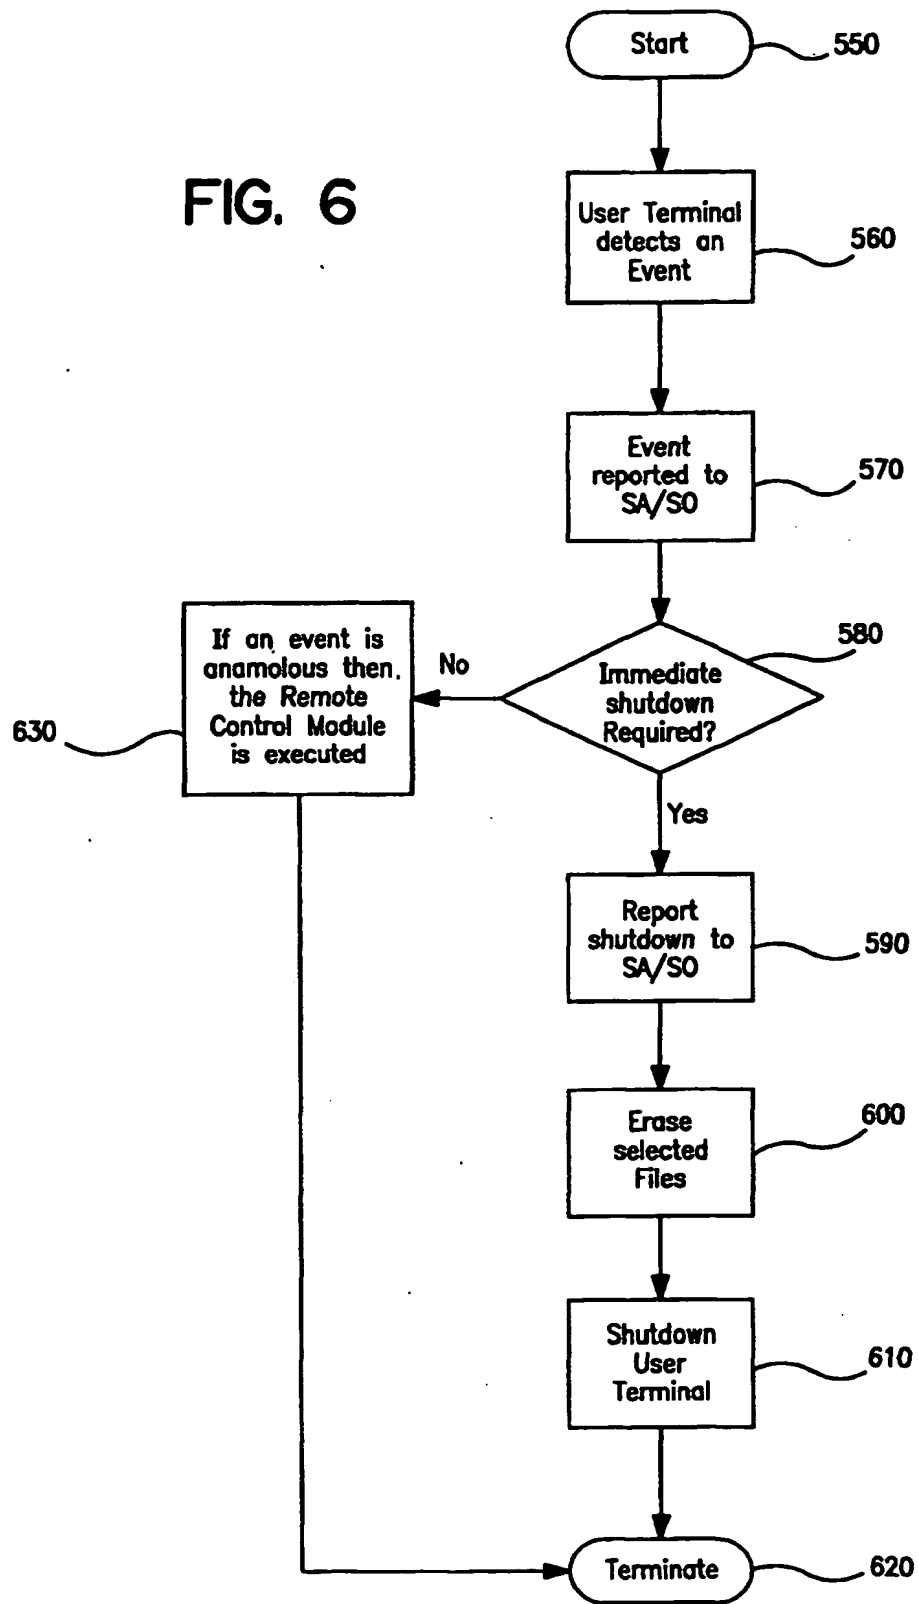 FIG. 6
Start
550
User Terminal
detects an
Event
560
Event
reported to
SA/SO
570
Immediate
shutdown
Required?
580
No
If an event is
anamolous then
the Remote
Control Module
is executed
630
Yes
Report
shutdown to
SA/SO
590
Erase
selected
Files
600
Shutdown
User
Terminal
610
Terminate
620